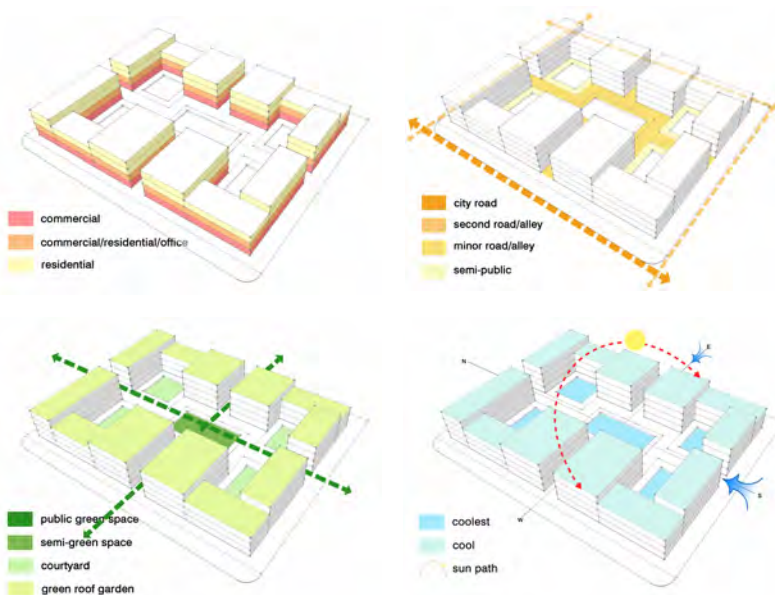 commercial
commercial/residential/office
residential
city road
second road/alley
minor road/alley
semi-public
public green space
semi-green space
courtyard
green roof garden
N
E
S
W
coolest
cool
sun path